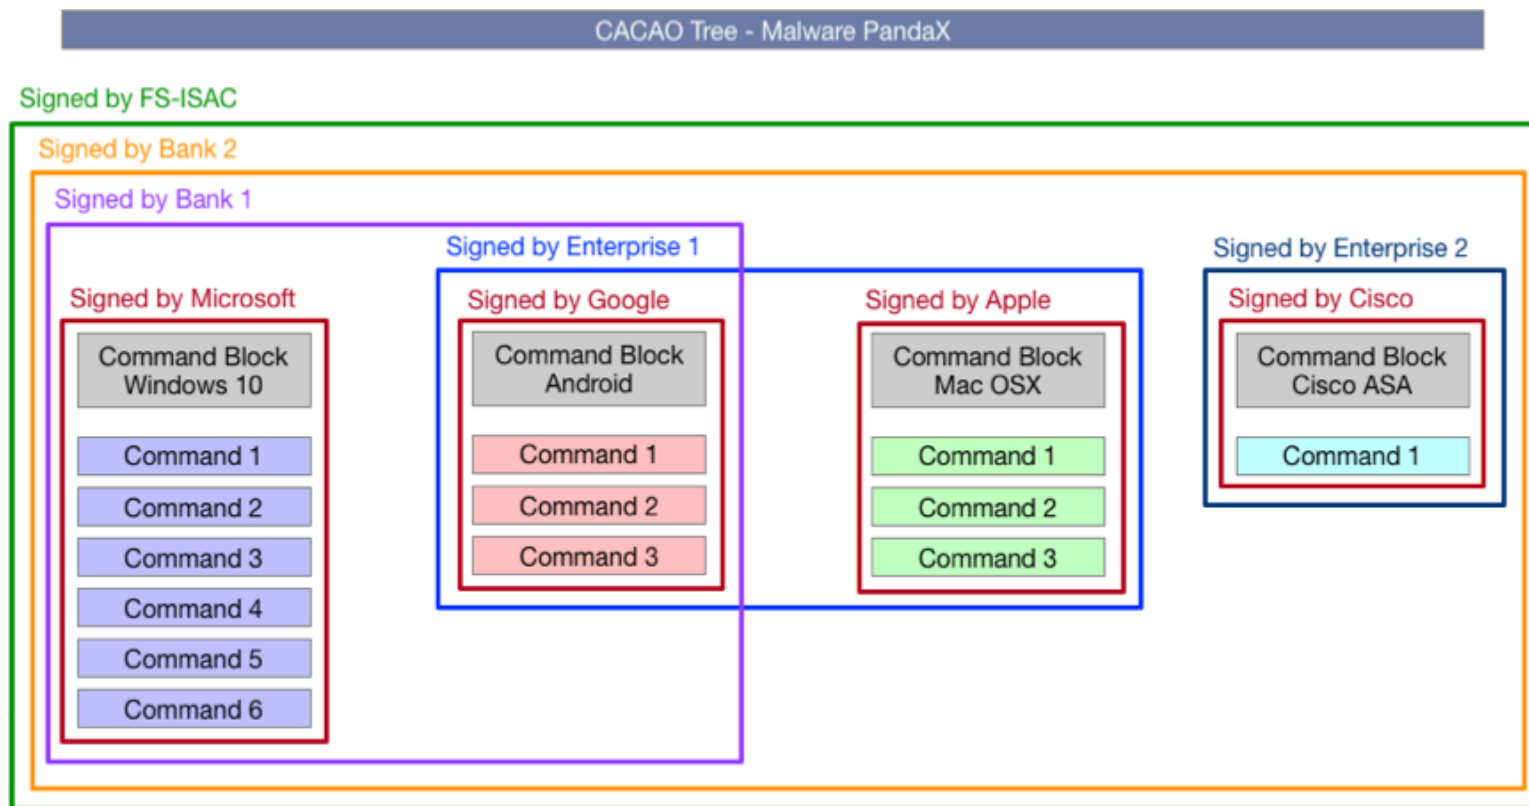 CACAO Tree - Malware PandaX
Signed by FS-ISAC
Signed by Bank 2
Signed by Bank 1
Signed by Enterprise 1
Signed by Enterprise 2
Signed by Microsoft
Command Block
Windows 10
Command 1
Command 2
Command 3
Command 4
Command 5
Command 6
Signed by Google
Command Block
Android
Command 1
Command 2
Command 3
Signed by Apple
Command Block
Mac OSX
Command 1
Command 2
Command 3
Signed by Cisco
Command Block
Cisco ASA
Command 1